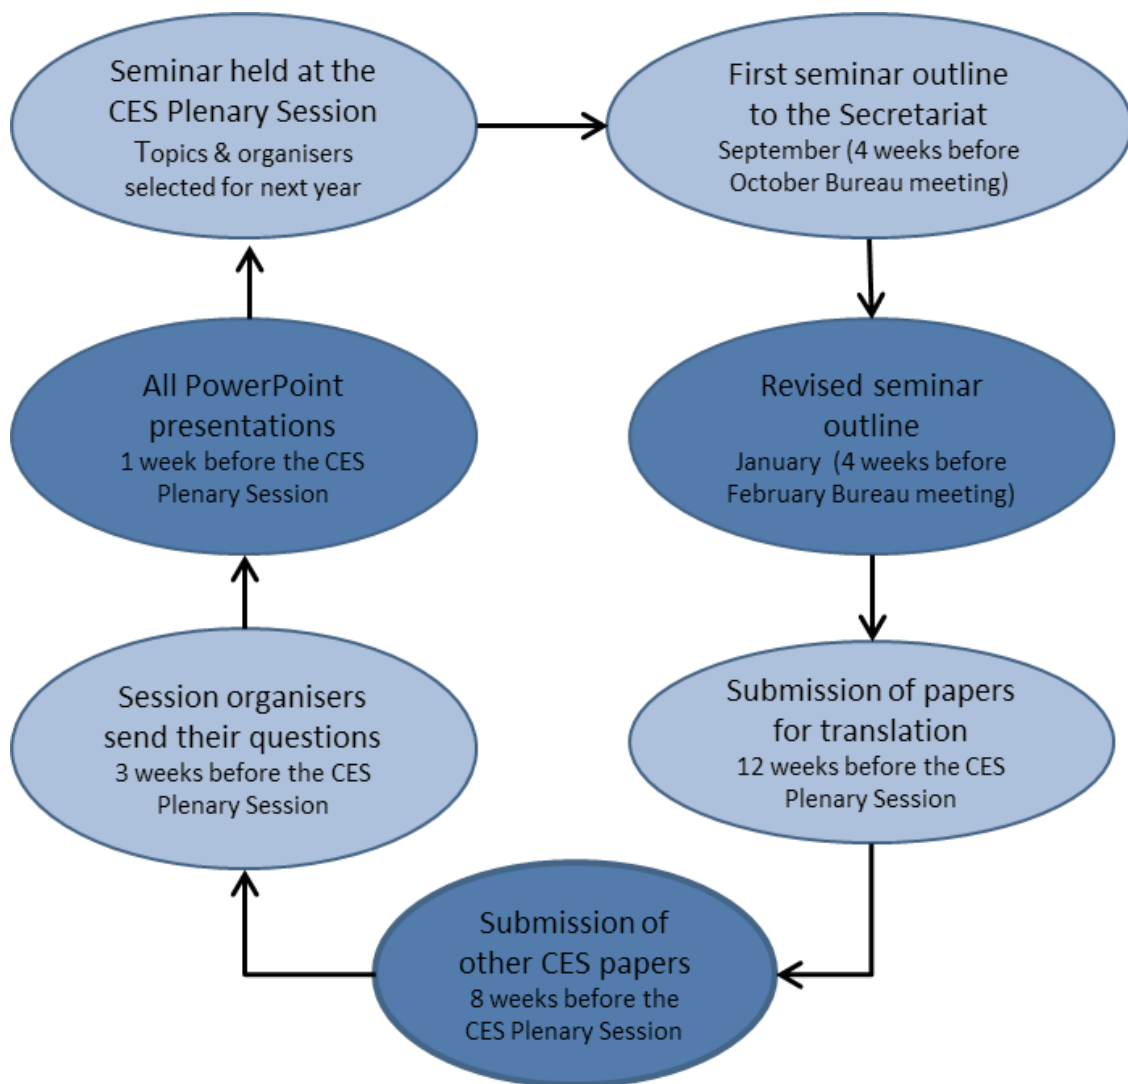 Seminar held at the
CES Plenary Session
Topics & organisers
selected for next year
First seminar outline
to the Secretariat
September (4 weeks before
October Bureau meeting)
Revised seminar
outline
January (4 weeks before
February Bureau meeting)
Submission of papers
for translation
12 weeks before the CES
Plenary Session
Submission of
other CES papers
8 weeks before the
CES Plenary Session
Session organisers
send their questions
3 weeks before the CES
Plenary Session
All PowerPoint
presentations
1 week before the CES
Plenary Session